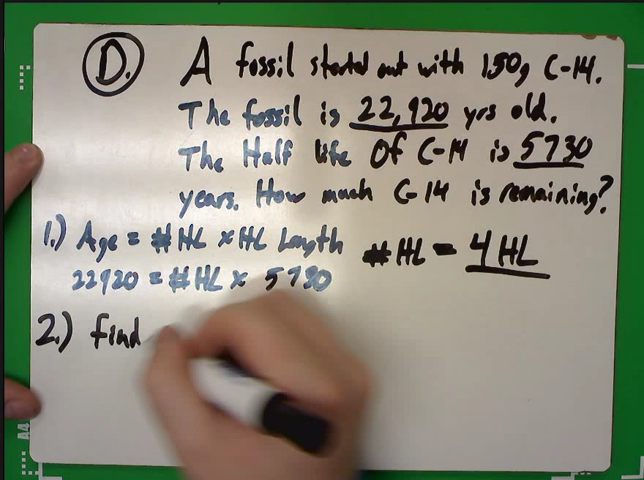 D. A fossil started out with 150g C-14.
The fossil is 22,920 yrs old.
The Half life Of C-14 is 5730
years. How much C-14 is remaining?
1.) Age = # HL x HL Length
22920 = # HL x 5730
# HL = 4 HL
2.) find
A4